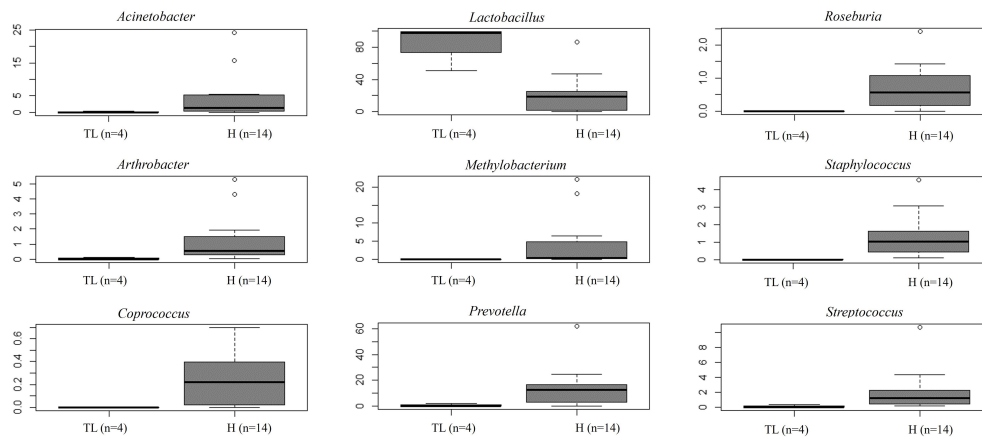 Acinetobacter
25
15
5
0
TL (n=4) H (n=14)
Lactobacillus
80
40
0
TL (n=4) H (n=14)
Roseburia
2.0
1.0
0.0
TL (n=4) H (n=14)
Arthrobacter
5
4
3
2
1
0
TL (n=4) H (n=14)
Methylobacterium
20
10
5
0
TL (n=4) H (n=14)
Staphylococcus
4
3
2
1
0
TL (n=4) H (n=14)
Coprococcus
0.6
0.4
0.2
0.0
TL (n=4) H (n=14)
Prevotella
60
40
20
0
TL (n=4) H (n=14)
Streptococcus
8
6
4
2
0
TL (n=4) H (n=14)